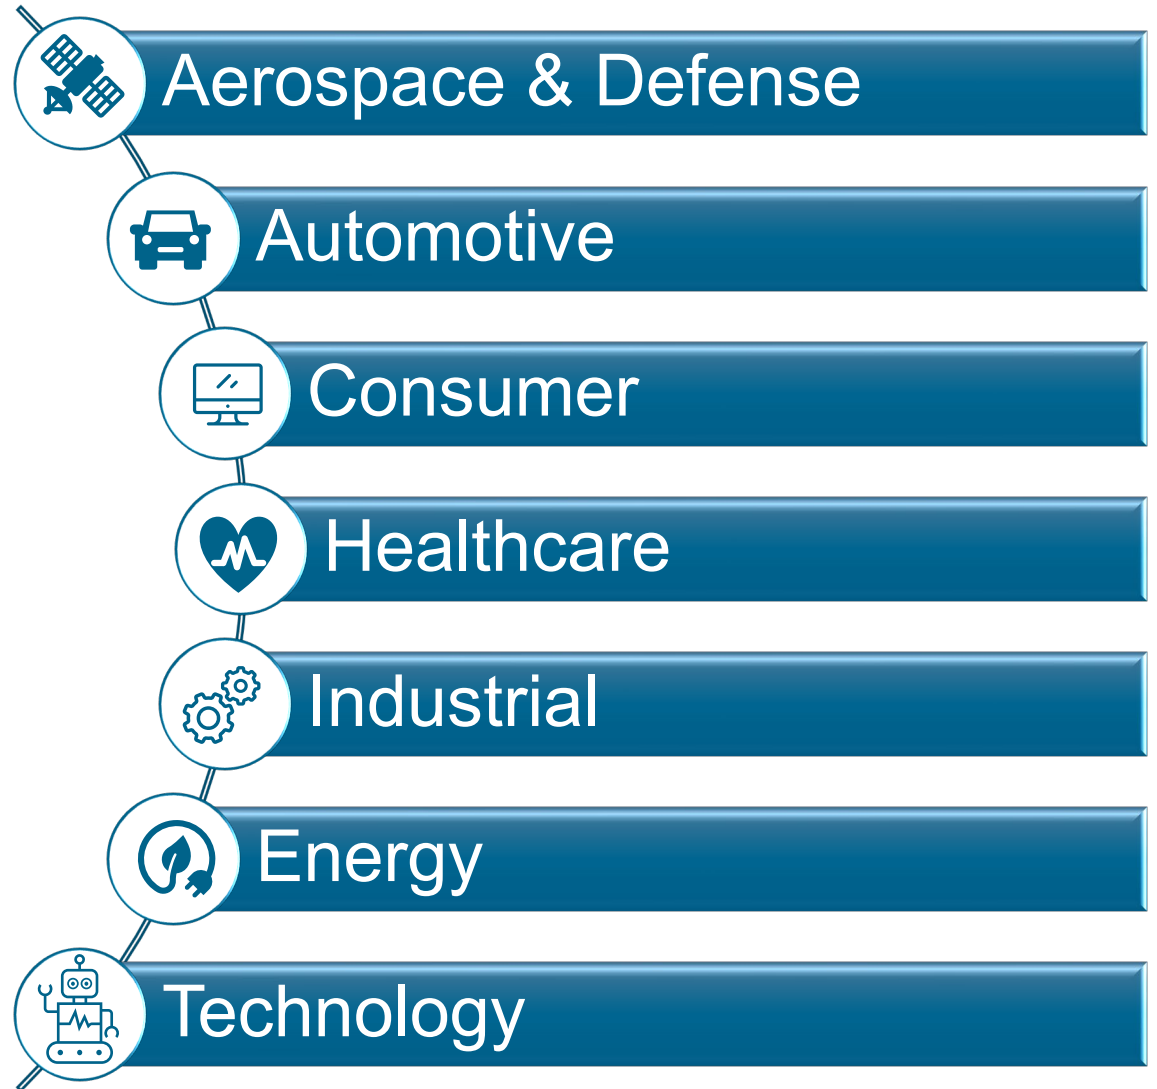 Aerospace & Defense
Automotive
Consumer
Healthcare
Industrial
Energy
Technology